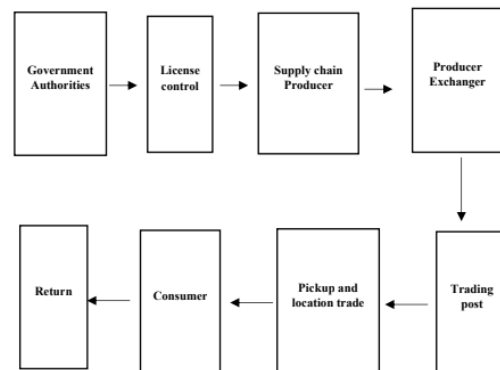 Government
Authorities
License
control
Supply chain
Producer
Producer
Exchanger
Trading
post
Pickup and
location trade
Consumer
Return